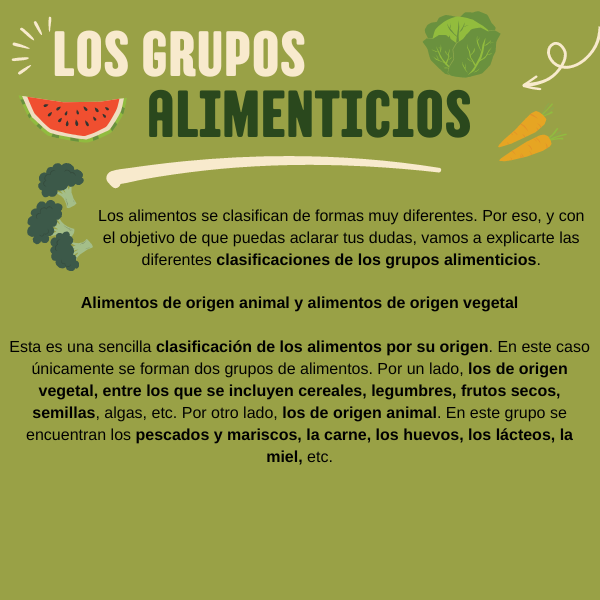 LOS GRUPOS
ALIMENTICIOS
Los alimentos se clasifican de formas muy diferentes. Por eso, y con
el objetivo de que puedas aclarar tus dudas, vamos a explicarte las
diferentes clasificaciones de los grupos alimenticios.
Alimentos de origen animal y alimentos de origen vegetal
Esta es una sencilla clasificación de los alimentos por su origen. En este caso
únicamente se forman dos grupos de alimentos. Por un lado, los de origen
vegetal, entre los que se incluyen cereales, legumbres, frutos secos,
semillas, algas, etc. Por otro lado, los de origen animal. En este grupo se
encuentran los pescados y mariscos, la carne, los huevos, los lácteos, la
miel, etc.